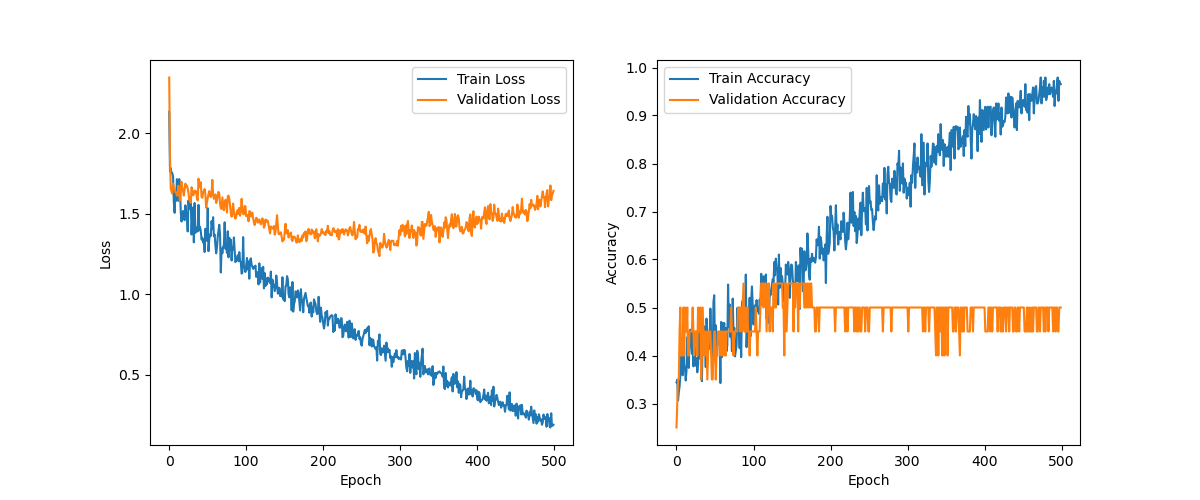 Train Loss
Validation Loss
2.0
1.5
1.0
0.5
Loss
0 100 200 300 400 500
Epoch
Train Accuracy
Validation Accuracy
1.0
0.9
0.8
0.7
0.6
0.5
0.4
0.3
Accuracy
0 100 200 300 400 500
Epoch